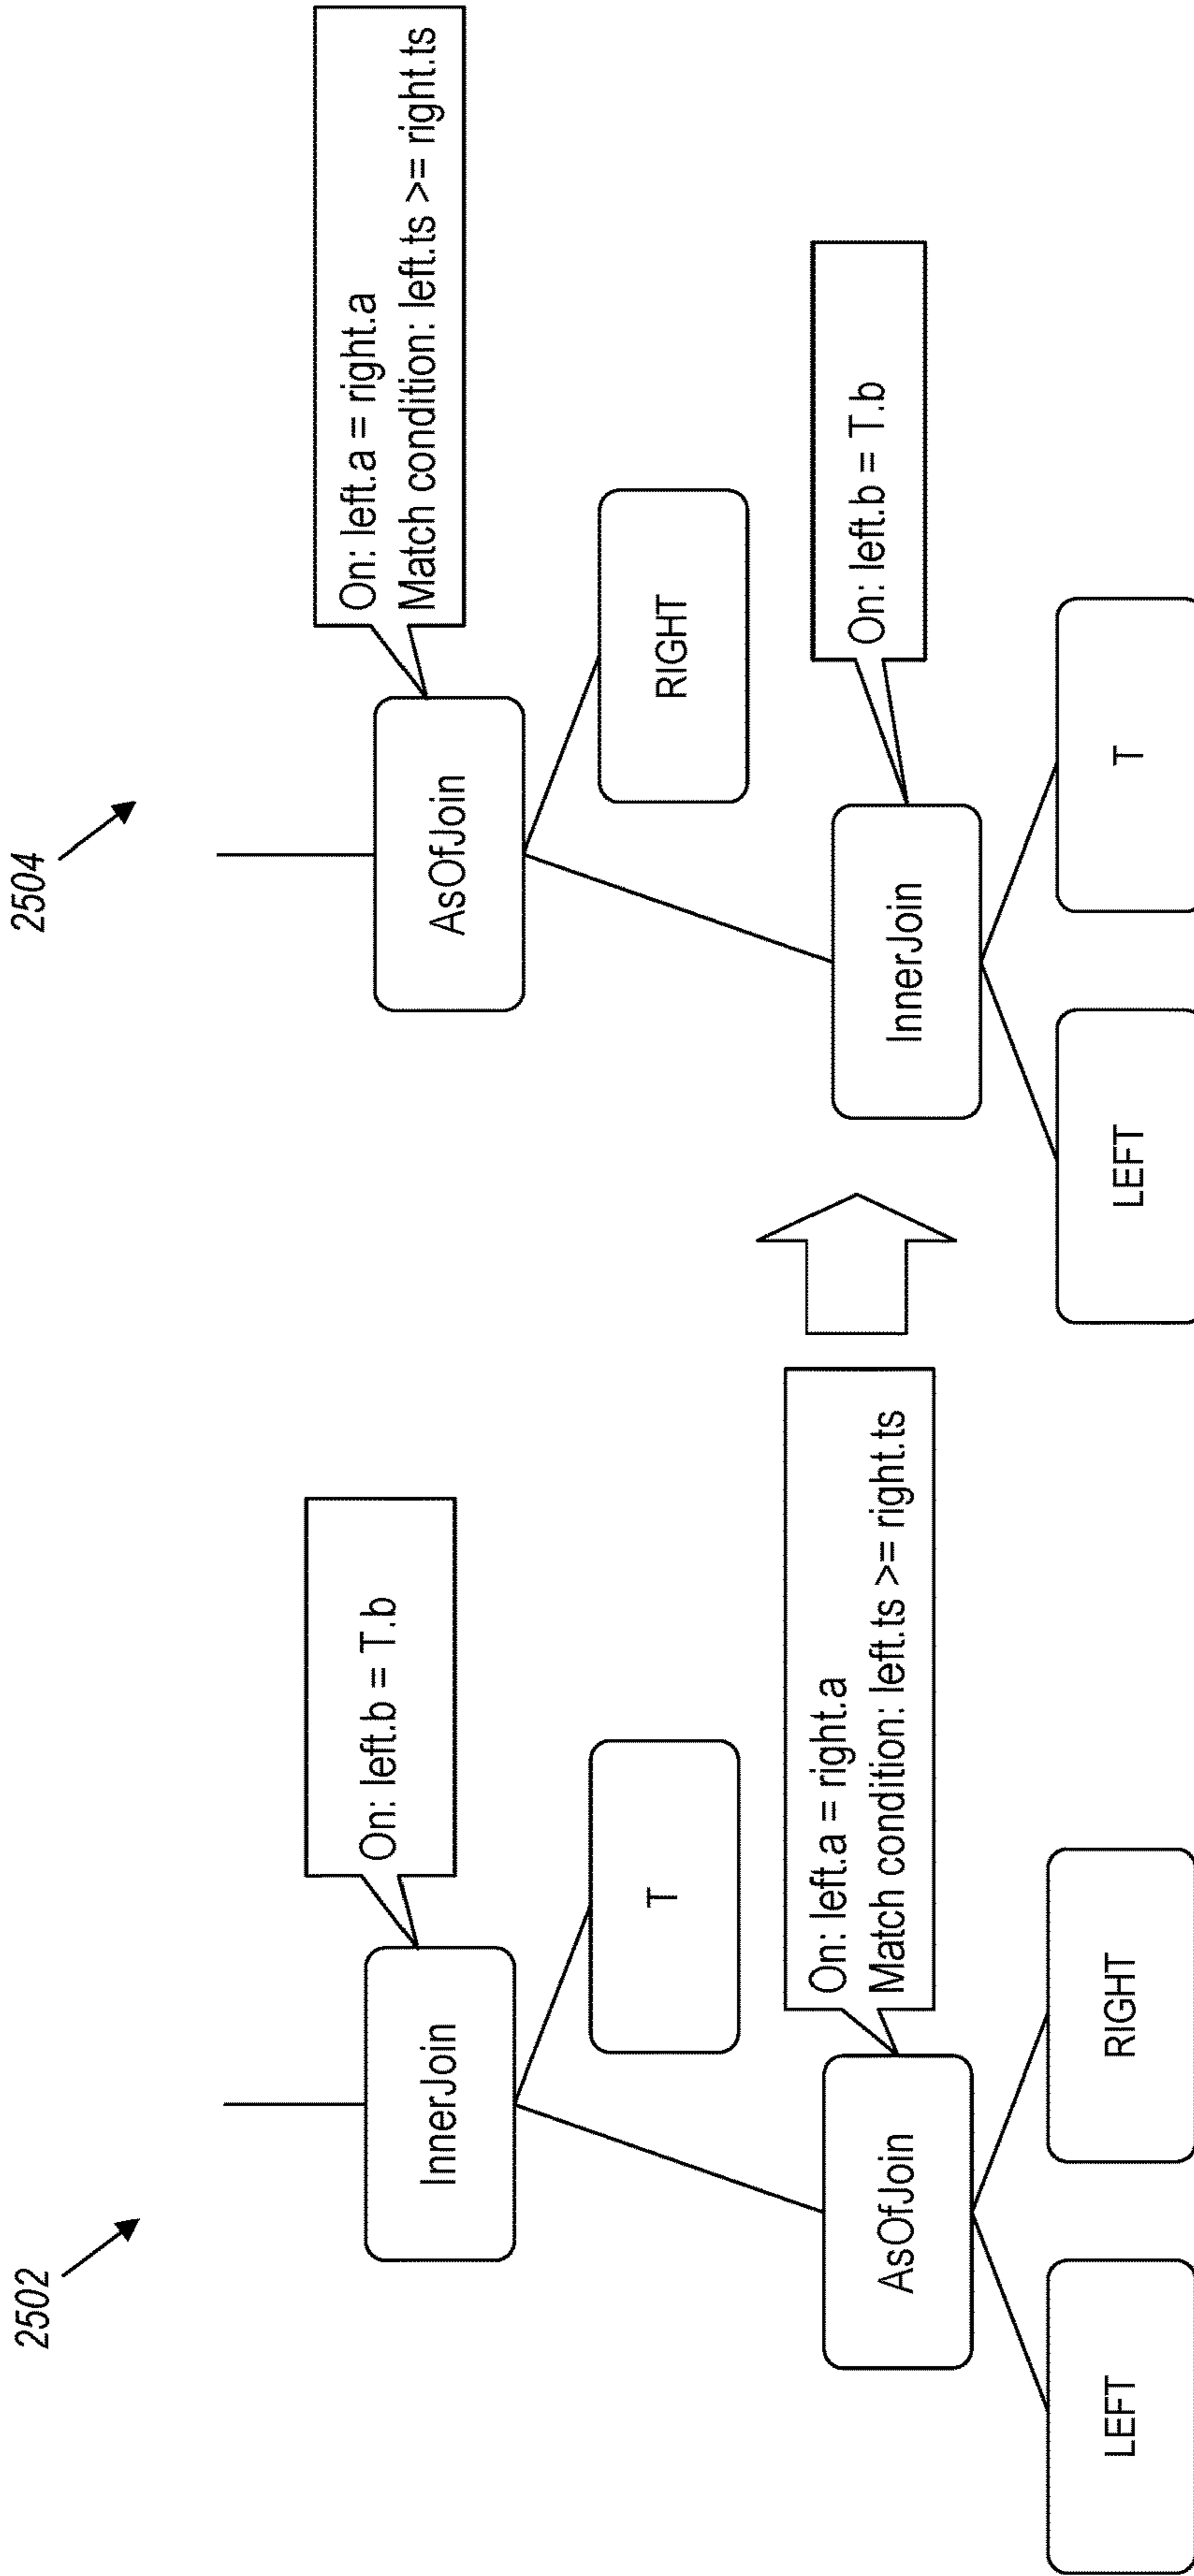 2502
InnerJoin
On: left.b = T.b
T
AsOfJoin
On: left.a = right.a
Match condition: left.ts >= right.ts
LEFT
RIGHT
2504
AsOfJoin
On: left.a = right.a
Match condition: left.ts >= right.ts
RIGHT
InnerJoin
On: left.b = T.b
LEFT
T